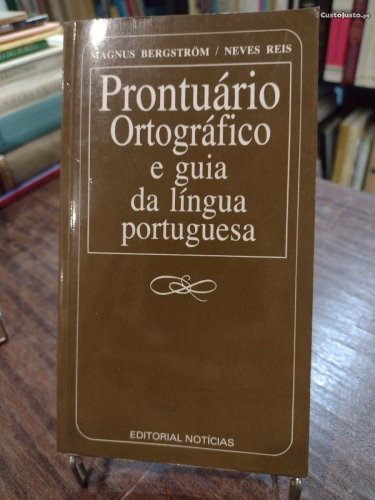 CustoJusto.pt
MAGNUS BERGSTRÖM / NEVES REIS
Prontuário
Ortográfico
e guia
da língua
portuguesa
EDITORIAL NOTÍCIAS